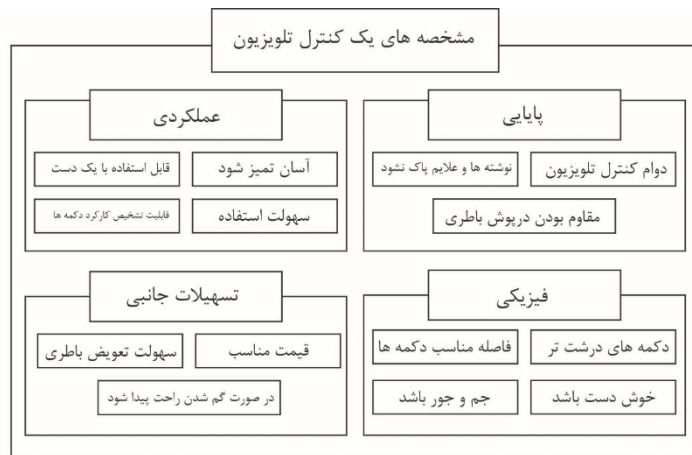 مشخصه های یک کنترل تلویزیون
پایایی
دوام کنترل تلویزیون
نوشته ها و علایم پاک نشود
مقاوم بودن درپوش باطری
عملکردی
آسان تمیز شود
قابل استفاده با یک دست
سهولت استفاده
قابلیت تشخیص کارکرد دکمه ها
فیزیکی
دکمه های درشت تر
فاصله مناسب دکمه ها
خوش دست باشد
جم و جور باشد
تسهیلات جانبی
قیمت مناسب
سهولت تعویض باطری
در صورت گم شدن راحت پیدا شود